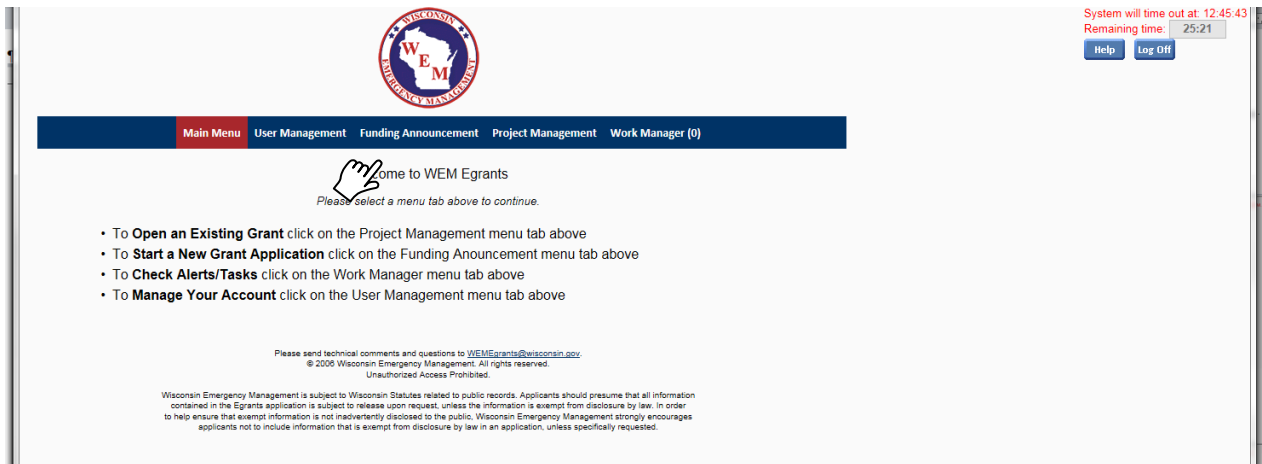 WISCONSIN
WEM
EMERGENCY MANAGEMENT
System will time out at: 12:45:43
Remaining time: 25:21
Help Log Off
Main Menu User Management Funding Announcement Project Management Work Manager (0)
come to WEM Egrants
Please select a menu tab above to continue.
• To Open an Existing Grant click on the Project Management menu tab above
• To Start a New Grant Application click on the Funding Anouncement menu tab above
• To Check Alerts/Tasks click on the Work Manager menu tab above
• To Manage Your Account click on the User Management menu tab above
Please send technical comments and questions to WEMEgrants@wisconsin.gov.
© 2006 Wisconsin Emergency Management. All rights reserved.
Unauthorized Access Prohibited.
Wisconsin Emergency Management is subject to Wisconsin Statutes related to public records. Applicants should presume that all information
contained in the Egrants application is subject to release upon request, unless the information is exempt from disclosure by law. In order
to help ensure that exempt information is not inadvertently disclosed to the public, Wisconsin Emergency Management strongly encourages
applicants not to include information that is exempt from disclosure by law in an application, unless specifically requested.